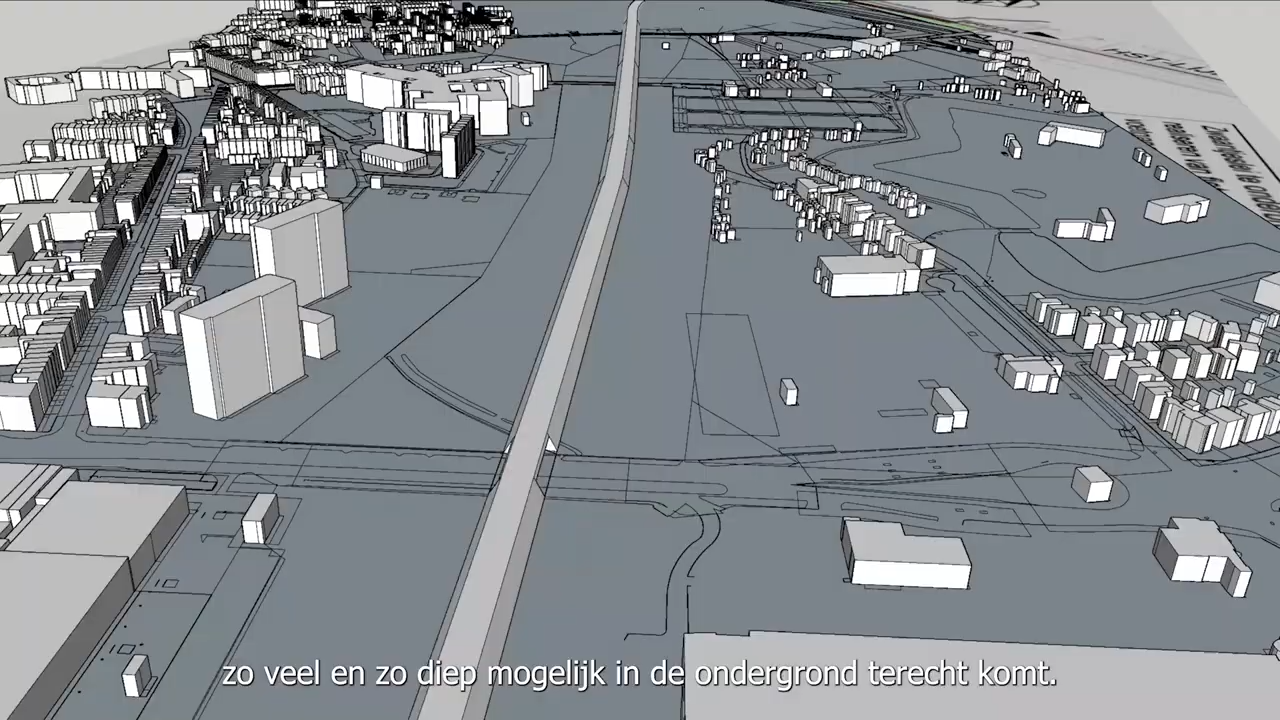 zo veel en zo diep mogelijk in de ondergrond terecht komt.